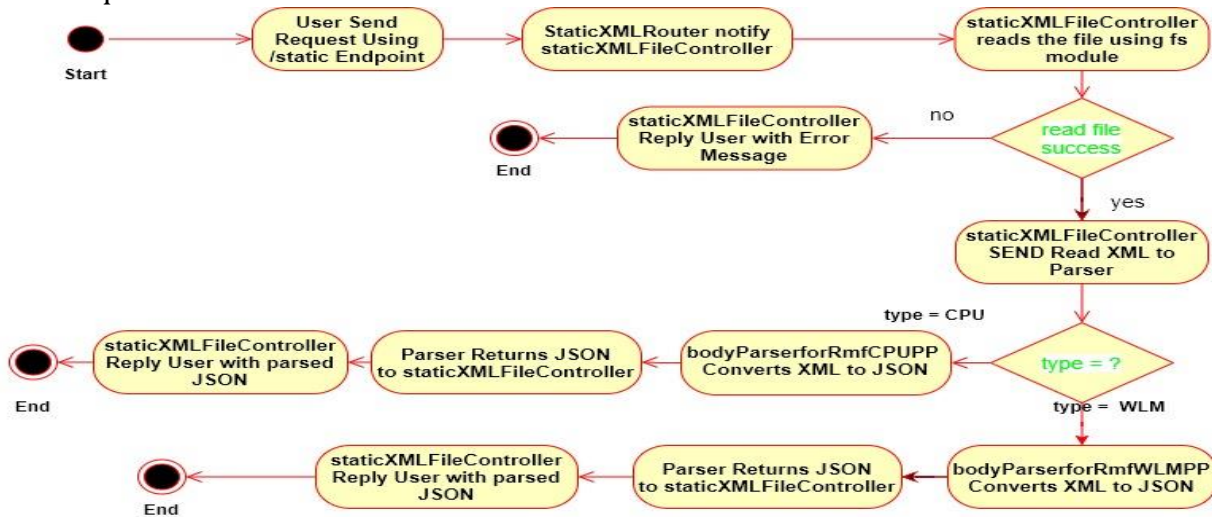 User Send
Request Using
/static Endpoint
StaticXMLRouter notify
staticXMLFileController
staticXMLFileController
reads the file using fs
module
Start
no
staticXMLFileController
Reply User with Error
Message
read file
success
End
yes
staticXMLFileController
SEND Read XML to
Parser
type = CPU
staticXMLFileController
Reply User with parsed
JSON
Parser Returns JSON
to staticXMLFileController
bodyParserforRmfCPUPP
Converts XML to JSON
type = ?
End
type = WLM
staticXMLFileController
Reply User with parsed
JSON
Parser Returns JSON
to staticXMLFileController
bodyParserforRmfWLMPP
Converts XML to JSON
End